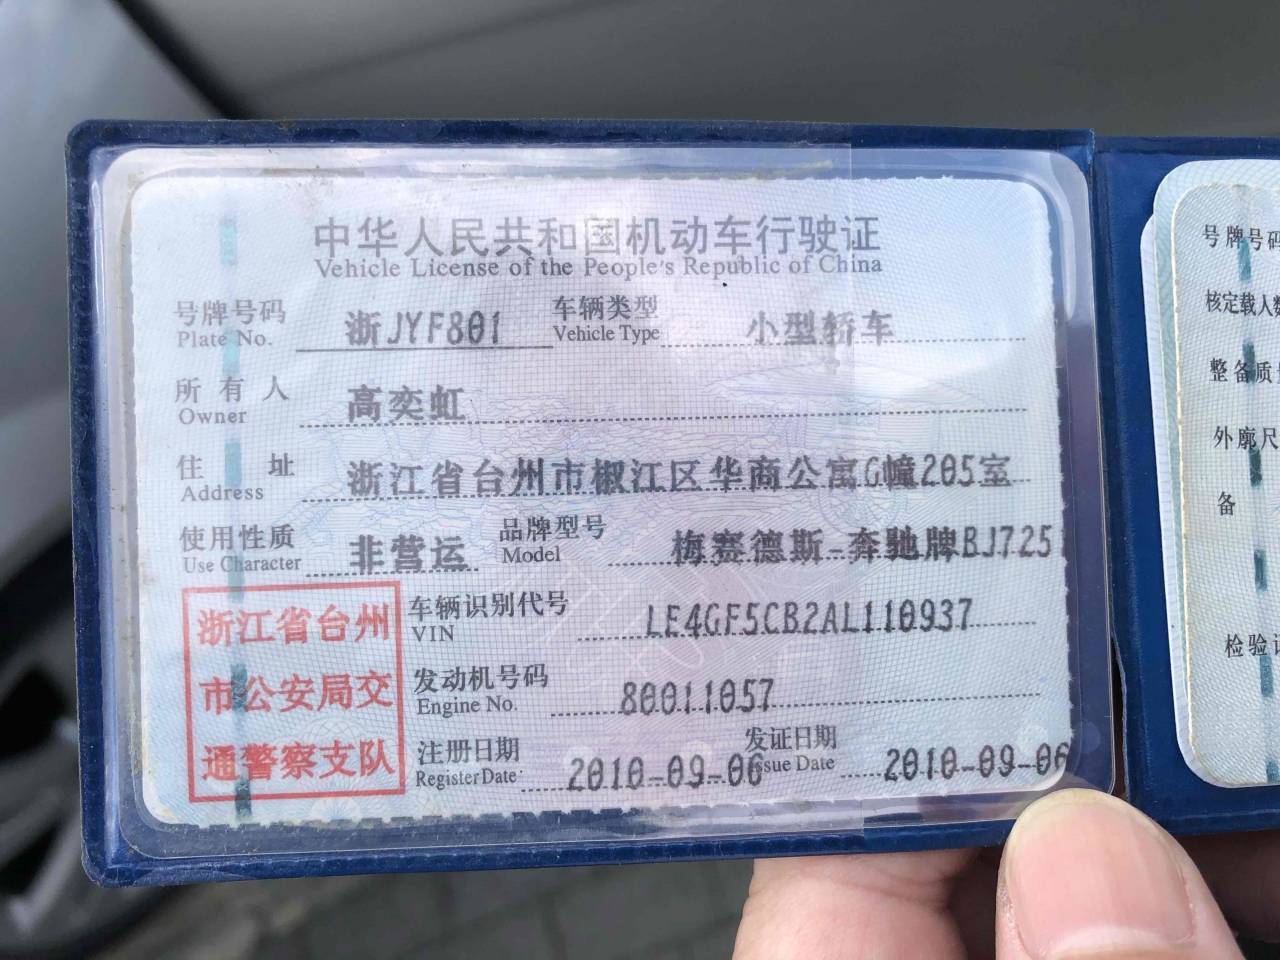 中华人民共和国机动车行驶证
Vehicle License of the People's Republic of China
号牌号码 浙JYF801 车辆类型 小型轿车
Plate No. Vehicle Type
所有人 高奕虹
Owner
住址 浙江省台州市椒江区华商公寓G幢205室
Address
使用性质 非营运 品牌型号 梅赛德斯-奔驰牌BJ7251
Use Character Model
浙江省台州
市公安局交
通警察支队
车辆识别代号 LE4GF5CB2AL110937
VIN
发动机号码 80011057
Engine No.
注册日期 2010-09-06 发证日期 2010-09-06
Register Date Issue Date
号牌号码
核定载人数
整备质量
外廓尺
备
检验记